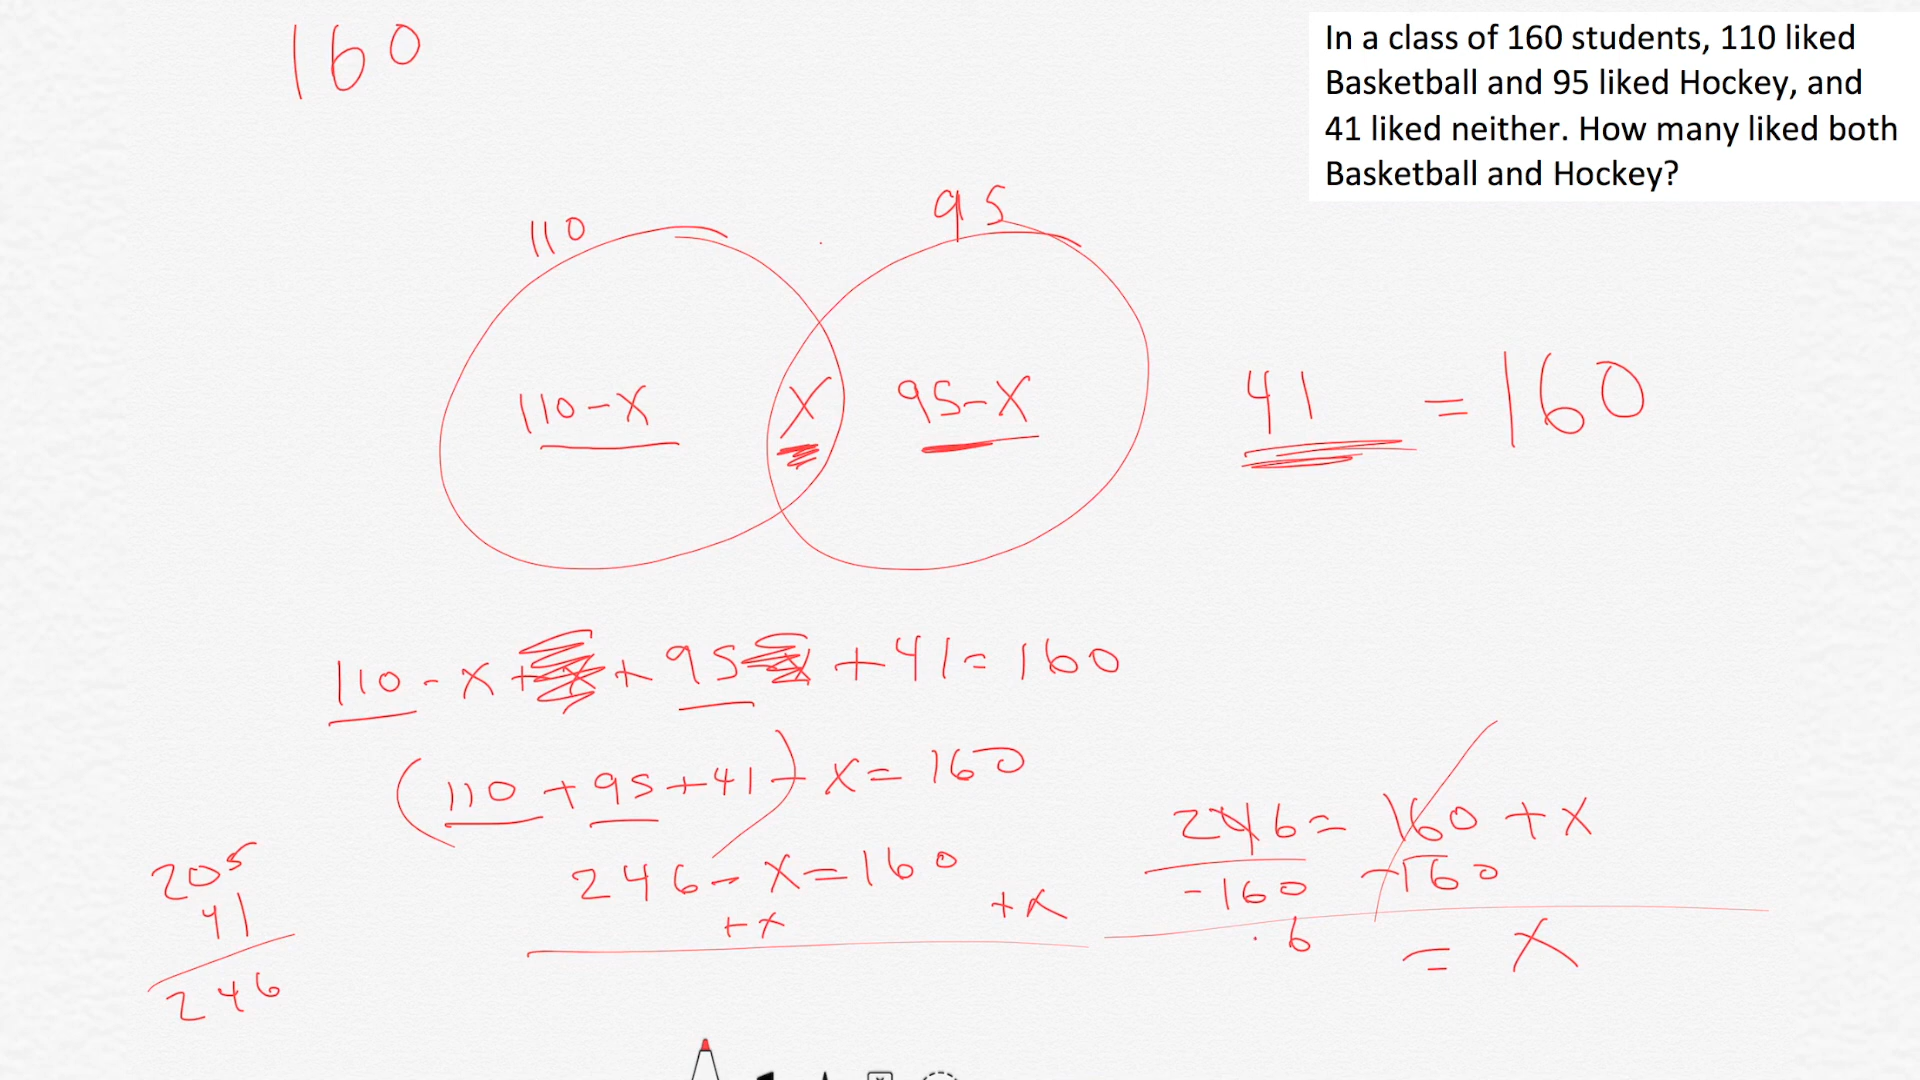 160
In a class of 160 students, 110 liked
Basketball and 95 liked Hockey, and
41 liked neither. How many liked both
Basketball and Hockey?
110
95
110-x
x
95-x
41 = 160
110 - x + + 95 + 41 = 160
(110 + 95 + 41) - x = 160
246 - x = 160
+x +x
205
41
246
246 = 160 + x
-160 -160
6 = x